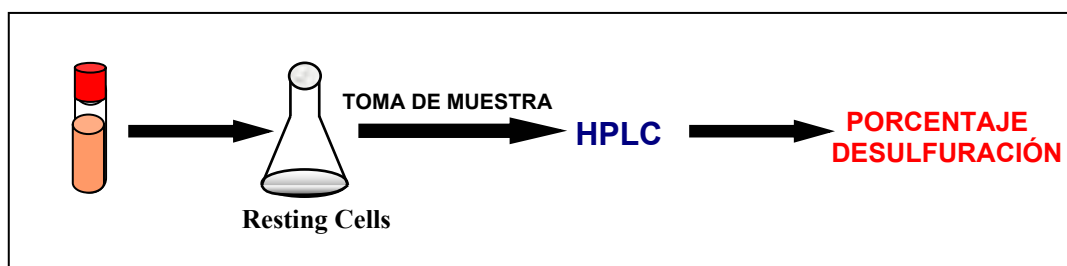 TOMA DE MUESTRA
Resting Cells
HPLC
PORCENTAJE
DESULFURACIÓN